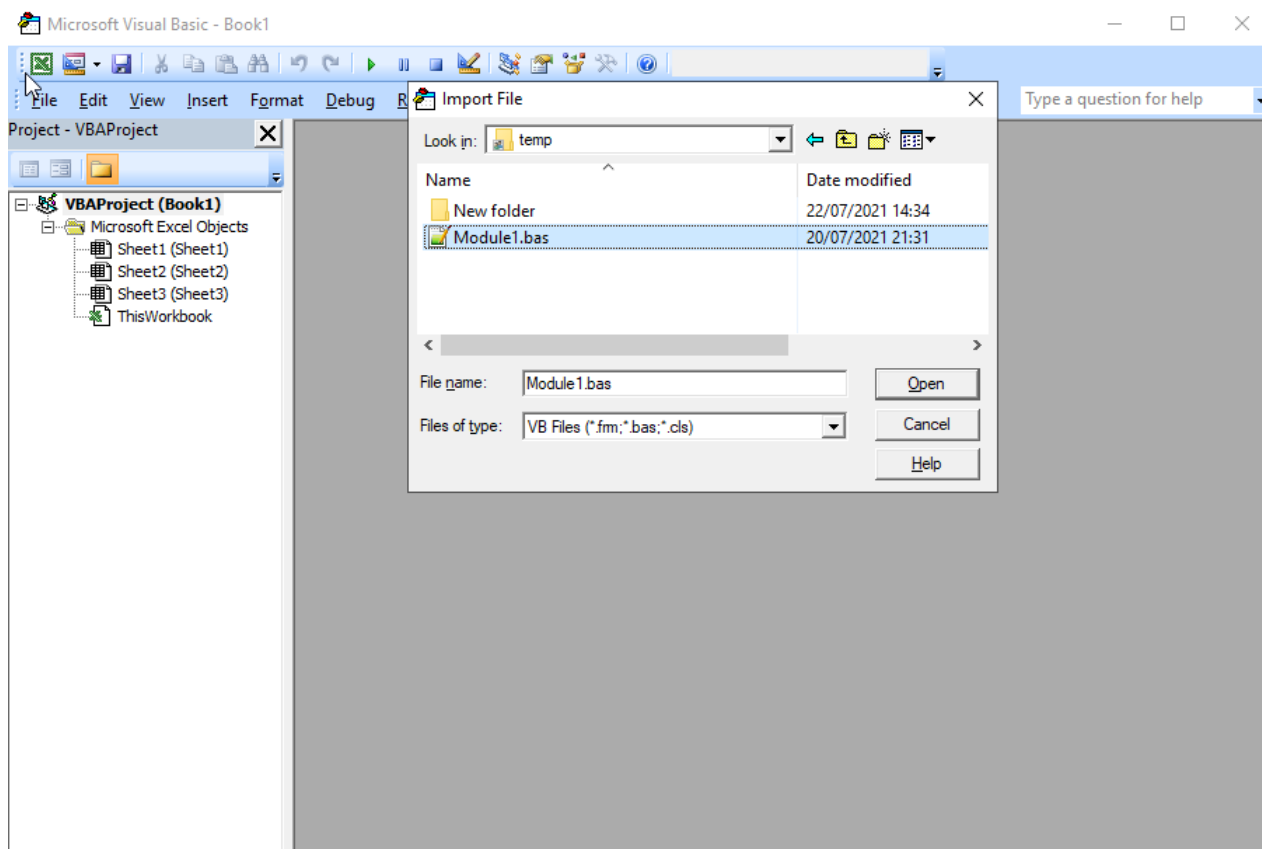 Microsoft Visual Basic - Book1
File Edit View Insert Format Debug R
Type a question for help
Project - VBAProject
VBAProject (Book1)
Microsoft Excel Objects
Sheet1 (Sheet1)
Sheet2 (Sheet2)
Sheet3 (Sheet3)
ThisWorkbook
Import File
Look in: temp
Name Date modified
New folder 22/07/2021 14:34
Module1.bas 20/07/2021 21:31
File name: Module1.bas Open
Files of type: VB Files (*.frm;*.bas;*.cls) Cancel
Help